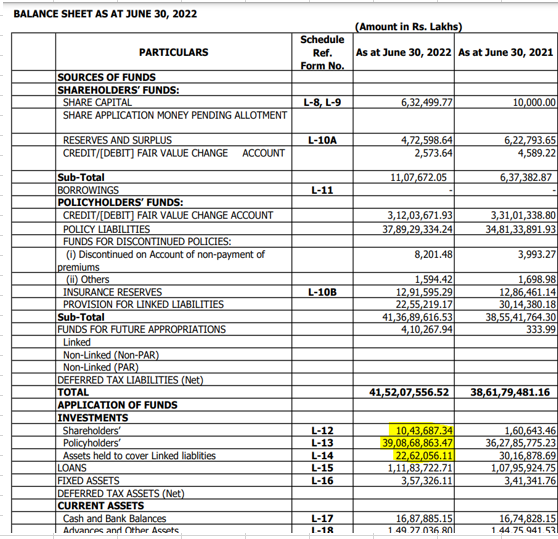 BALANCE SHEET AS AT JUNE 30, 2022
(Amount in Rs. Lakhs)
PARTICULARS Schedule Ref. Form No. As at June 30, 2022 As at June 30, 2021
SOURCES OF FUNDS
SHAREHOLDERS' FUNDS:
SHARE CAPITAL L-8, L-9 6,32,499.77 10,000.00
SHARE APPLICATION MONEY PENDING ALLOTMENT
RESERVES AND SURPLUS L-10A 4,72,598.64 6,22,793.65
CREDIT/[DEBIT] FAIR VALUE CHANGE ACCOUNT 2,573.64 4,589.22
Sub-Total 11,07,672.05 6,37,382.87
BORROWINGS L-11 - -
POLICYHOLDERS' FUNDS:
CREDIT/[DEBIT] FAIR VALUE CHANGE ACCOUNT 3,12,03,671.93 3,31,01,338.80
POLICY LIABILITIES 37,89,29,334.24 34,81,33,891.93
FUNDS FOR DISCONTINUED POLICIES:
(i) Discontinued on Account of non-payment of 8,201.48 3,993.27
premiums
(ii) Others 1,594.42 1,698.98
INSURANCE RESERVES L-10B 12,91,595.29 12,86,461.14
PROVISION FOR LINKED LIABILITIES 22,55,219.17 30,14,380.18
Sub-Total 41,36,89,616.53 38,55,41,764.30
FUNDS FOR FUTURE APPROPRIATIONS 4,10,267.94 333.99
Linked
Non-Linked (Non-PAR)
Non-Linked (PAR)
DEFERRED TAX LIABILITIES (Net)
TOTAL 41,52,07,556.52 38,61,79,481.16
APPLICATION OF FUNDS
INVESTMENTS
Shareholders' L-12 10,43,687.34 1,60,643.46
Policyholders' L-13 39,08,68,863.47 36,27,85,775.23
Assets held to cover Linked liablities L-14 22,62,056.11 30,16,878.69
LOANS L-15 1,11,83,722.71 1,07,95,924.75
FIXED ASSETS L-16 3,57,326.11 3,41,341.76
DEFERRED TAX ASSETS (Net)
CURRENT ASSETS
Cash and Bank Balances L-17 16,87,885.15 16,74,828.15
Advances and Other Assets L-18 1,49,27,036.80 1,44,75,941.53